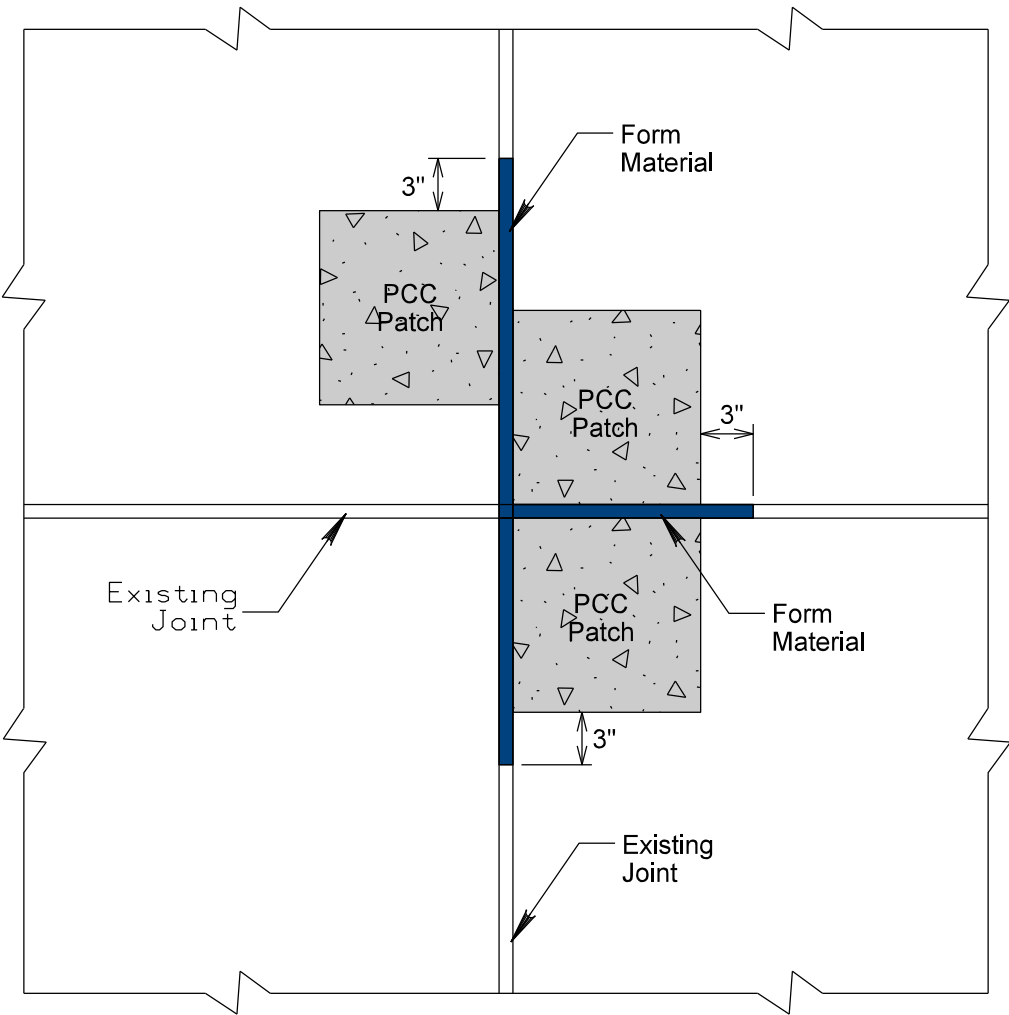 Form
Material
3"
PCC
Patch
PCC
Patch
3"
Existing
Joint
PCC
Patch
Form
Material
3"
Existing
Joint